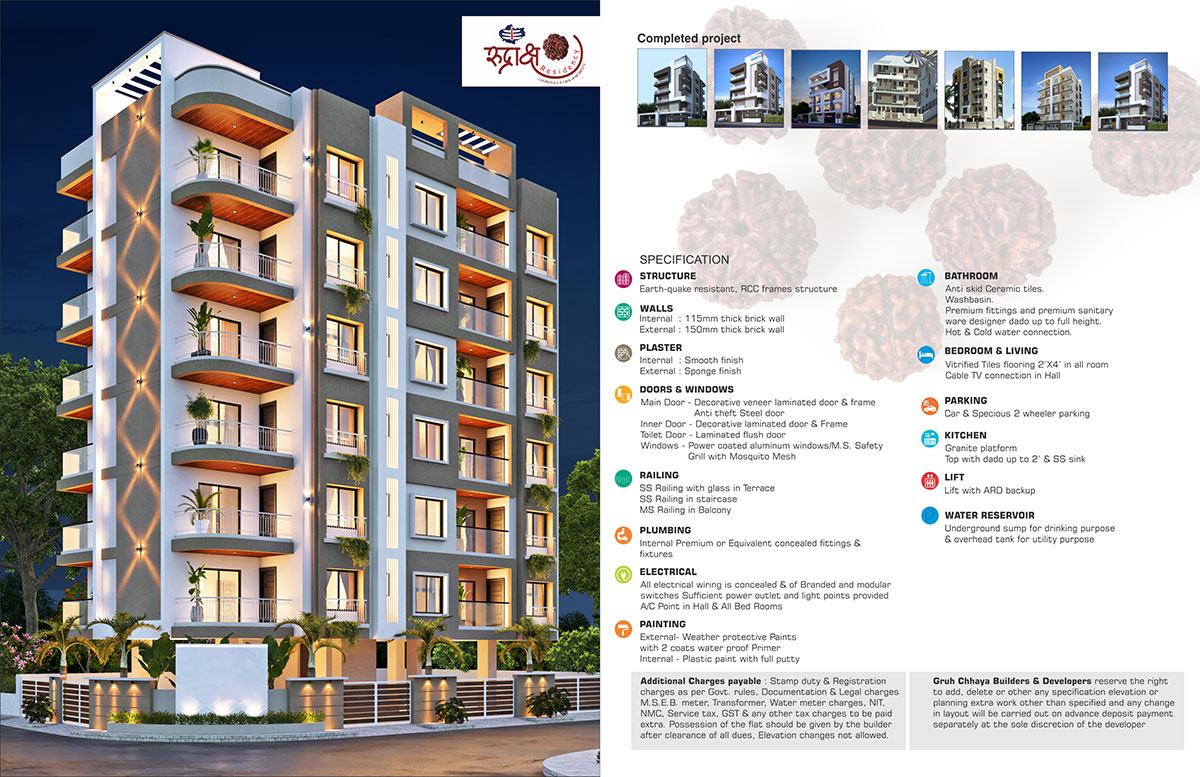 रुद्राक्ष
Residency
Completed project
SPECIFICATION
STRUCTURE
Earth-quake resistant, RCC frames structure
WALLS
Internal : 115mm thick brick wall
External : 150mm thick brick wall
PLASTER
Internal : Smooth finish
External : Sponge finish
DOORS & WINDOWS
Main Door - Decorative veneer laminated door & frame
Anti theft Steel door
Inner Door - Decorative laminated door & Frame
Toilet Door - Laminated flush door
Windows - Power coated aluminum windows/M.S. Safety
Grill with Mosquito Mesh
RAILING
SS Railing with glass in Terrace
SS Railing in staircase
MS Railing in Balcony
PLUMBING
Internal Premium or Equivalent concealed fittings &
fixtures
ELECTRICAL
All electrical wiring is concealed & of Branded and modular
switches Sufficient power outlet and light points provided
A/C Point in Hall & All Bed Rooms
PAINTING
External- Weather protective Paints
with 2 coats water proof Primer
Internal - Plastic paint with full putty
BATHROOM
Anti skid Ceramic tiles.
Washbasin.
Premium fittings and premium sanitary
ware designer dado up to full height.
Hot & Cold water connection.
BEDROOM & LIVING
Vitrified Tiles flooring 2'X4' in all room
Cable TV connection in Hall
PARKING
Car & Specious 2 wheeler parking
KITCHEN
Granite platform
Top with dado up to 2' & SS sink
LIFT
Lift with ARD backup
WATER RESERVOIR
Underground sump for drinking purpose
& overhead tank for utility purpose
Additional Charges payable : Stamp duty & Registration
charges as per Govt. rules, Documentation & Legal charges
M.S.E.B. meter, Transformer, Water meter charges, NIT,
NMC, Service tax, GST & any other tax charges to be paid
extra. Possession of the flat should be given by the builder
after clearance of all dues, Elevation changes not allowed.
Gruh Chhaya Builders & Developers reserve the right
to add, delete or other any specification elevation or
planning extra work other than specified and any change
in layout will be carried out on advance deposit payment
separately at the sole discretion of the developer